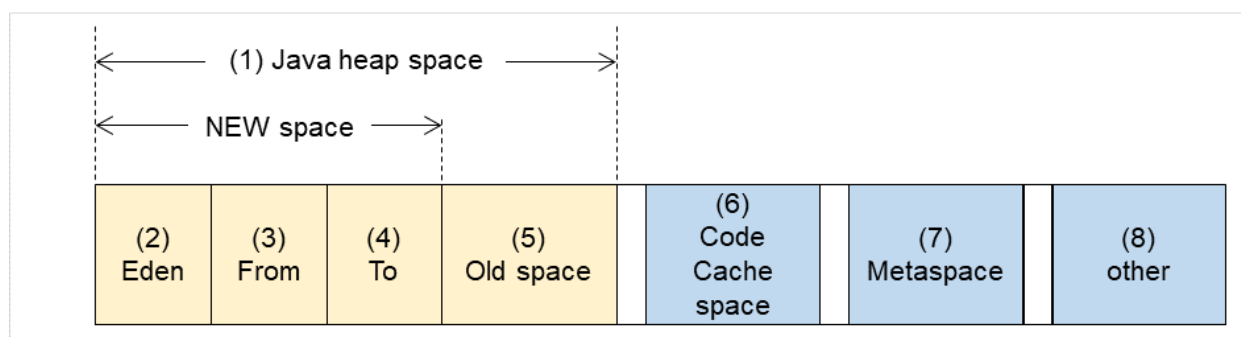 (1) Java heap space
NEW space
(2)
Eden
(3)
From
(4)
To
(5)
Old space
(6)
Code
Cache
space
(7)
Metaspace
(8)
other